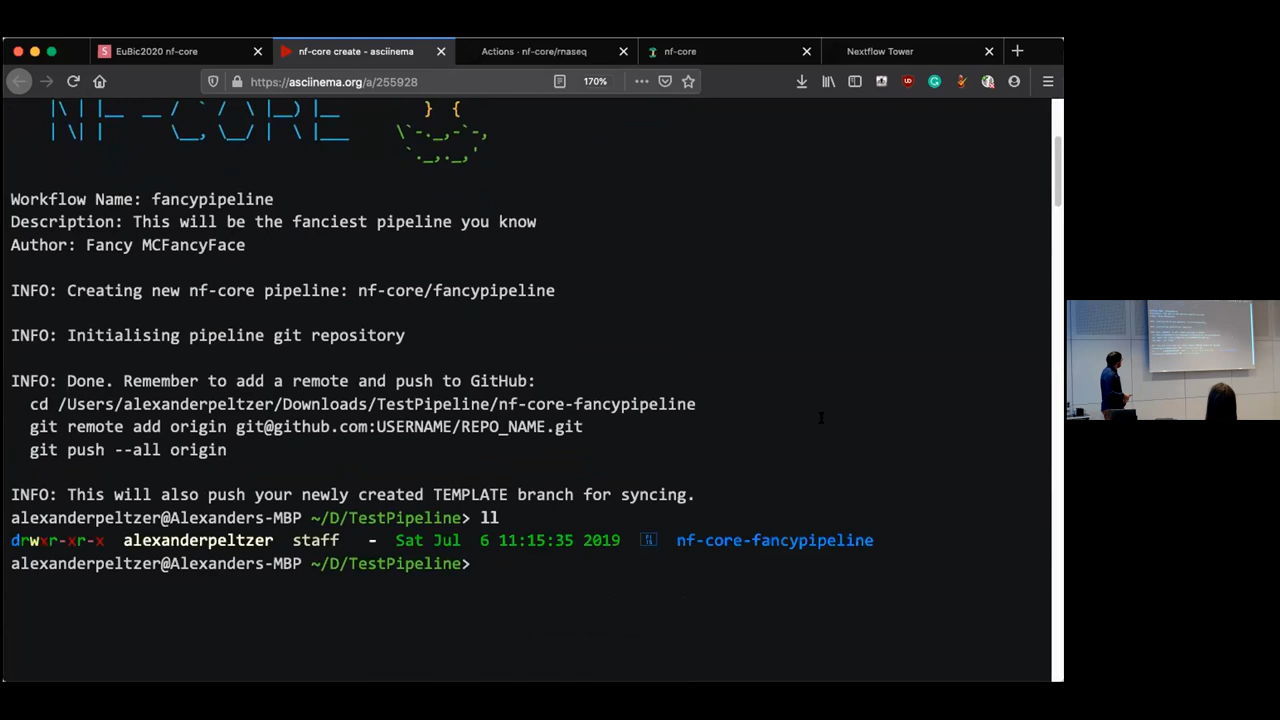 EuBic2020 nf-core
nf-core create - asciinema
Actions · nf-core/rnaseq
nf-core
Nextflow Tower
https://asciinema.org/a/255928
170%
NF-CORE
Workflow Name: fancypipeline
Description: This will be the fanciest pipeline you know
Author: Fancy MCFancyFace
INFO: Creating new nf-core pipeline: nf-core/fancypipeline
INFO: Initialising pipeline git repository
INFO: Done. Remember to add a remote and push to GitHub:
cd /Users/alexanderpeltzer/Downloads/TestPipeline/nf-core-fancypipeline
git remote add origin git@github.com:USERNAME/REPO_NAME.git
git push --all origin
INFO: This will also push your newly created TEMPLATE branch for syncing.
alexanderpeltzer@Alexanders-MBP ~/D/TestPipeline> ll
drwxr-xr-x alexanderpeltzer staff - Sat Jul 6 11:15:35 2019 nf-core-fancypipeline
alexanderpeltzer@Alexanders-MBP ~/D/TestPipeline>